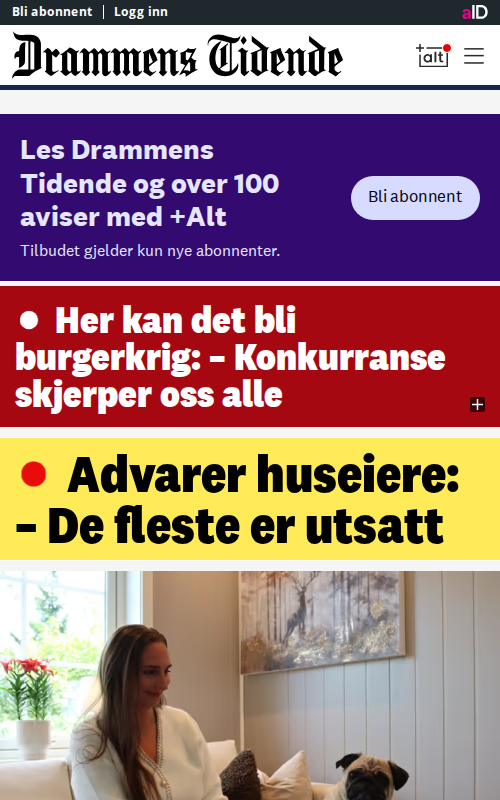 Bli abonnent | Logg inn
aID
Drammens Tidende
+alt
Les Drammens
Tidende og over 100
aviser med +Alt
Bli abonnent
Tilbudet gjelder kun nye abonnenter.
Her kan det bli
burgerkrig: – Konkurranse
skjerper oss alle
+
Advarer huseiere:
– De fleste er utsatt